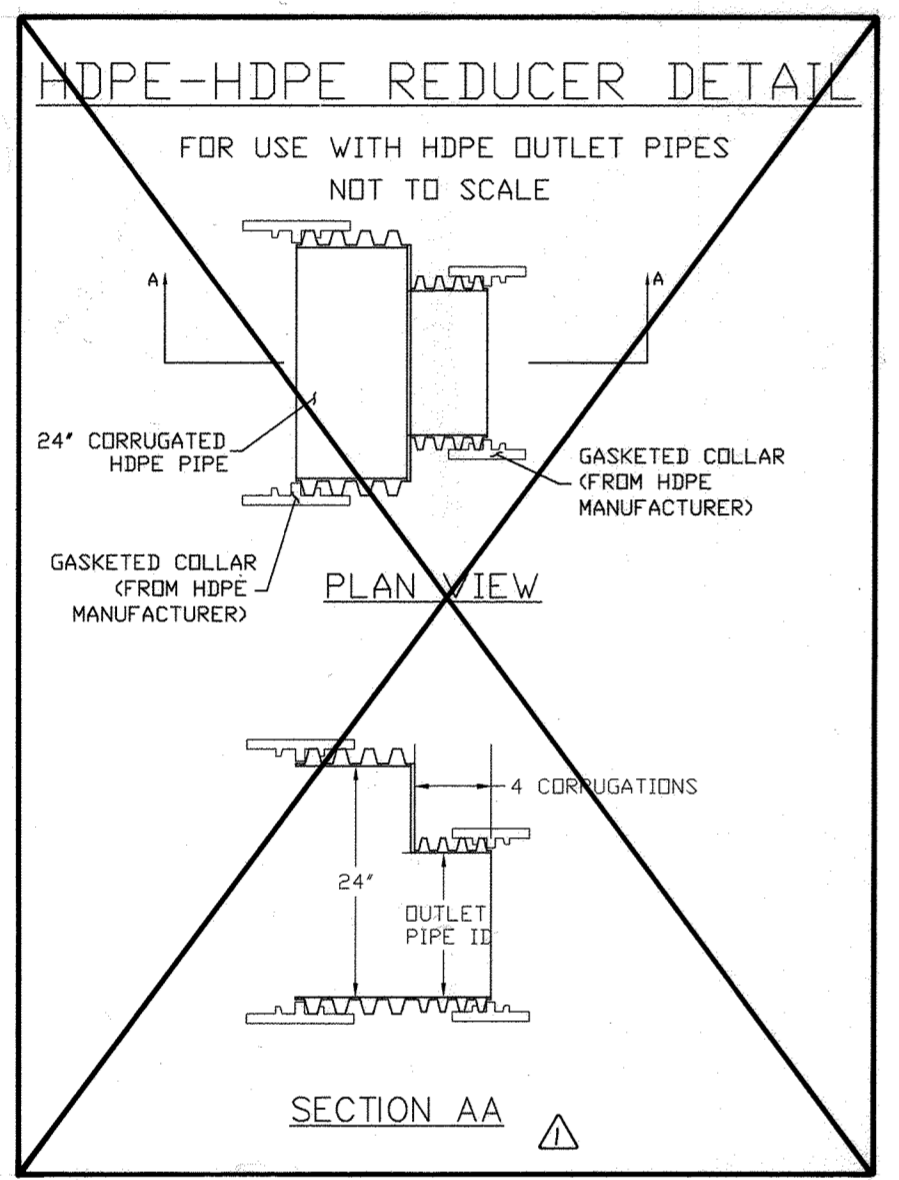 HDPE-HDPE REDUCER DETAIL
FOR USE WITH HDPE OUTLET PIPES
NOT TO SCALE
A
A
24" CORRUGATED
HDPE PIPE
GASKETED COLLAR
(FROM HDPE
MANUFACTURER)
GASKETED COLLAR
(FROM HDPE
MANUFACTURER)
PLAN VIEW
4 CORRUGATIONS
24"
OUTLET
PIPE ID
SECTION AA
1